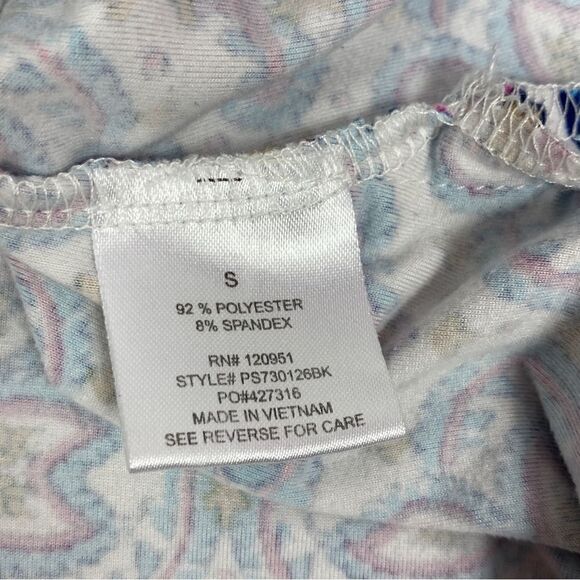 S
92 % POLYESTER
8% SPANDEX
RN# 120951
STYLE# PS730126BK
PO#427316
MADE IN VIETNAM
SEE REVERSE FOR CARE